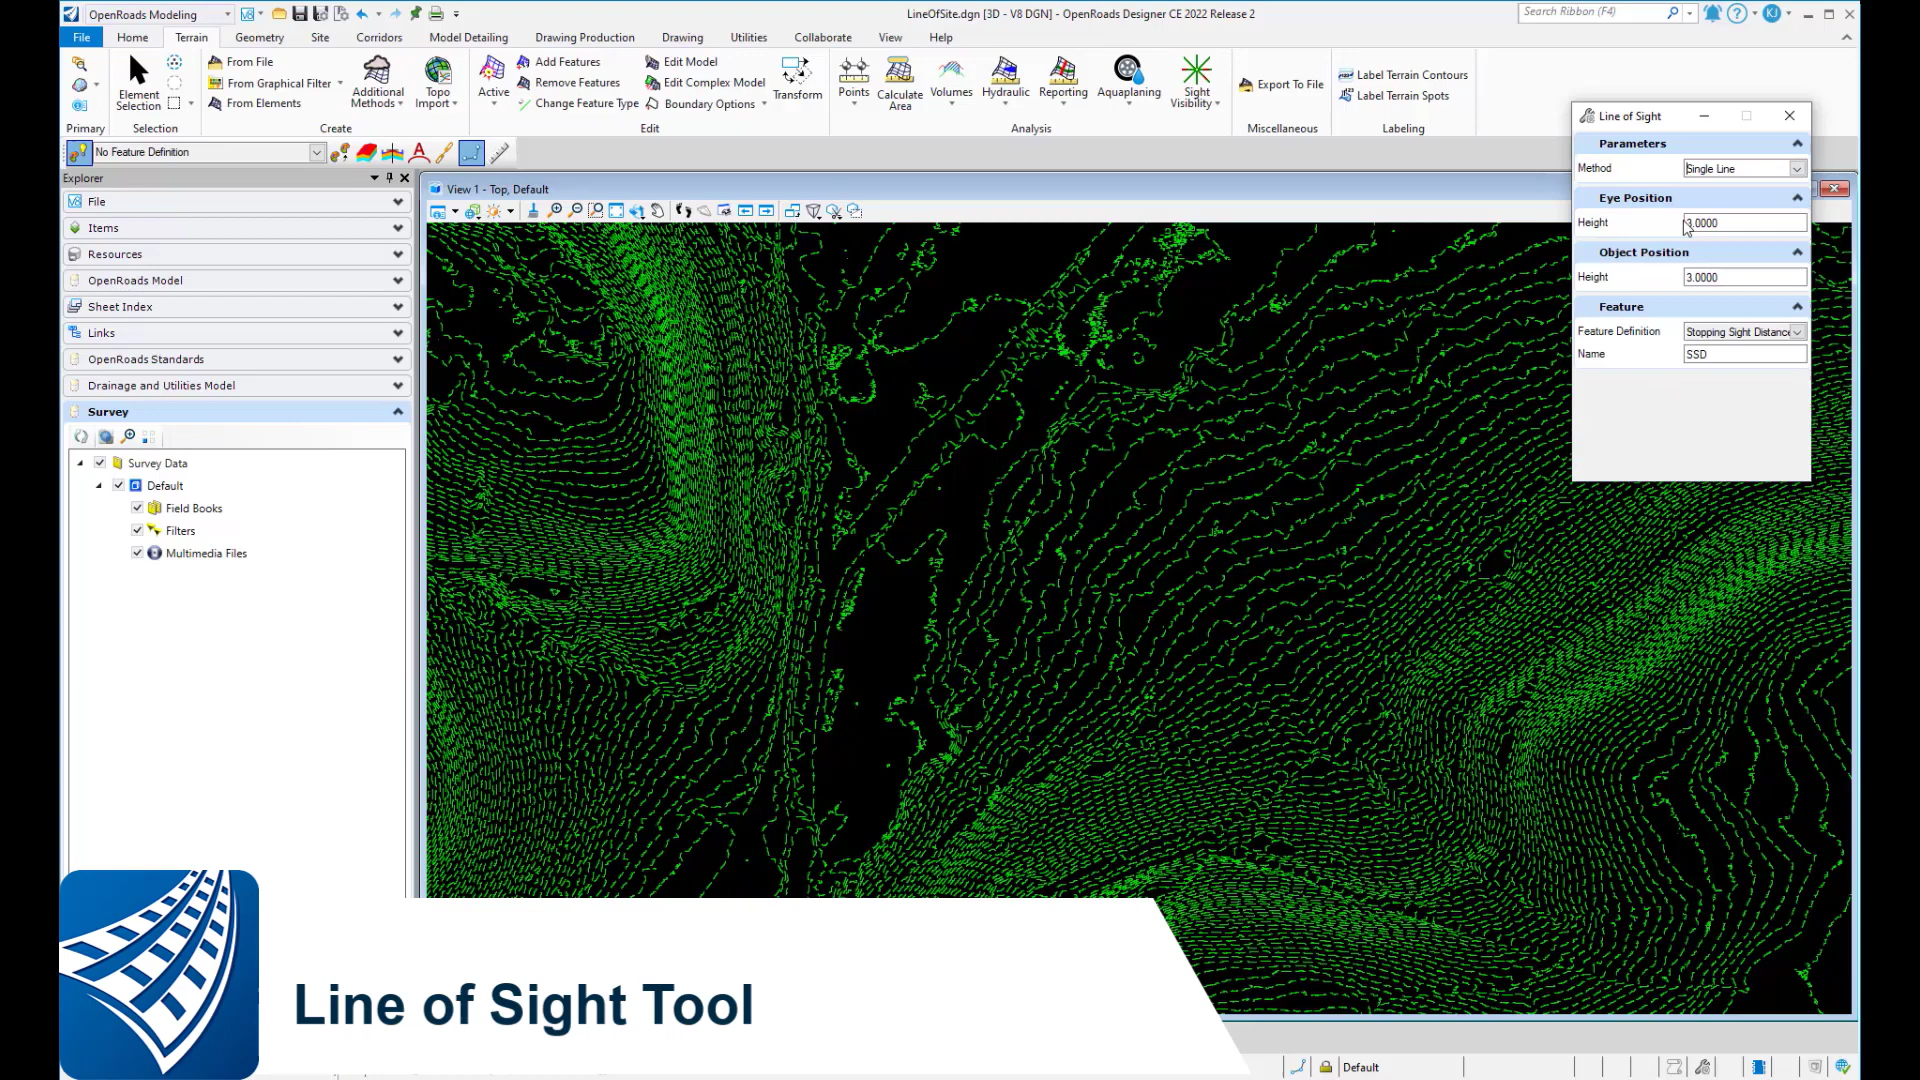 OpenRoads Modeling
LineOfSite.dgn [3D - V8 DGN] - OpenRoads Designer CE 2022 Release 2
Search Ribbon (F4)
KJ
File Home Terrain Geometry Site Corridors Model Detailing Drawing Production Drawing Utilities Collaborate View Help
Element Selection
From File
From Graphical Filter
From Elements
Additional Methods
Topo Import
Active
Add Features
Remove Features
Change Feature Type
Edit Model
Edit Complex Model
Boundary Options
Transform
Points
Calculate Area
Volumes
Hydraulic
Reporting
Aquaplaning
Sight Visibility
Export To File
Label Terrain Contours
Label Terrain Spots
Primary Selection Create Edit Analysis Miscellaneous Labeling
No Feature Definition
Explorer
File
Items
Resources
OpenRoads Model
Sheet Index
Links
OpenRoads Standards
Drainage and Utilities Model
Survey
Survey Data
Default
Field Books
Filters
Multimedia Files
View 1 - Top, Default
Line of Sight
Parameters
Method Single Line
Eye Position
Height 3.0000
Object Position
Height 3.0000
Feature
Feature Definition Stopping Sight Distance
Name SSD
Line of Sight Tool
Default